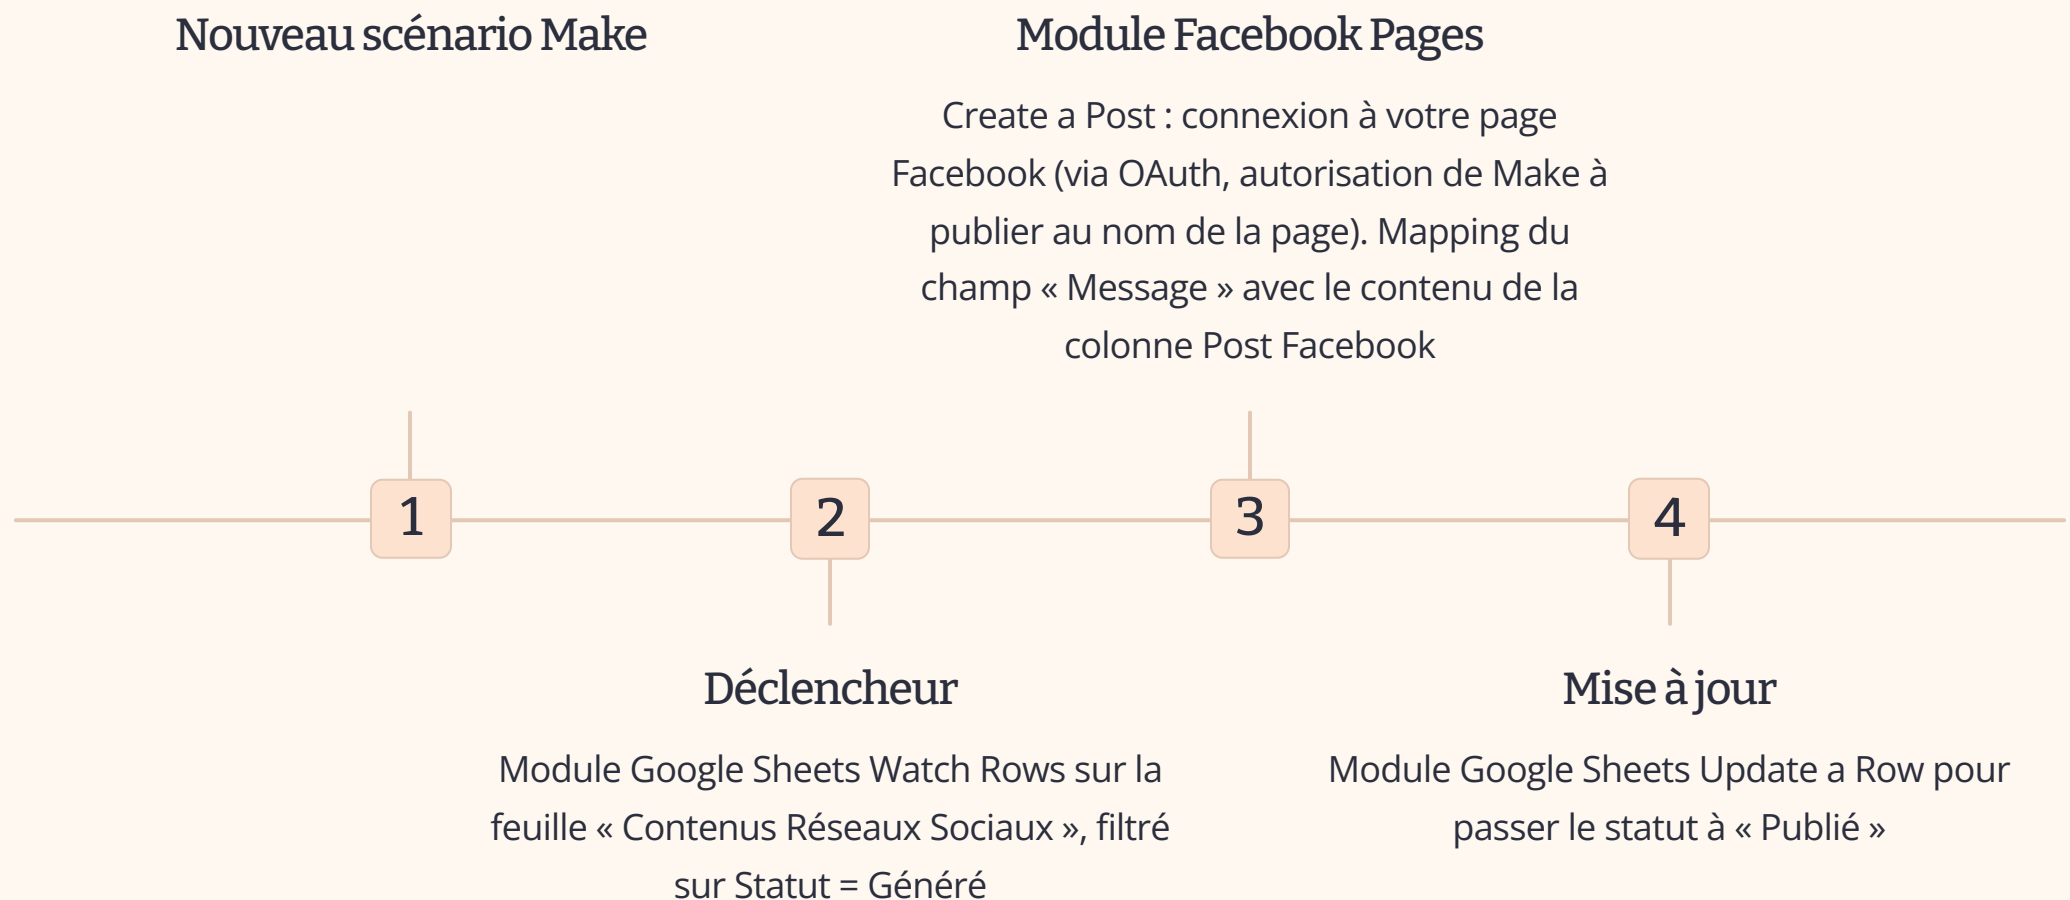 Nouveau scénario Make
Module Facebook Pages
Create a Post : connexion à votre page
Facebook (via OAuth, autorisation de Make à
publier au nom de la page). Mapping du
champ « Message » avec le contenu de la
colonne Post Facebook
1
2
3
4
Déclencheur
Module Google Sheets Watch Rows sur la
feuille « Contenus Réseaux Sociaux », filtré
sur Statut = Généré
Mise à jour
Module Google Sheets Update a Row pour
passer le statut à « Publié »